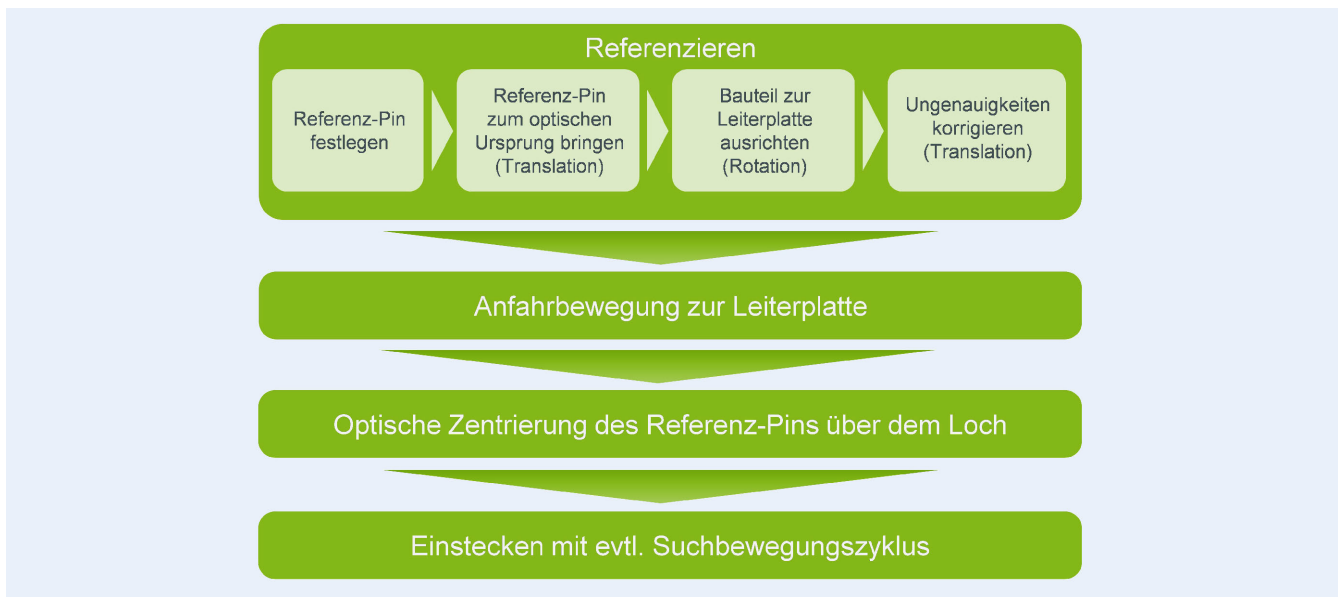 Referenzieren
Referenz-Pin
festlegen
Referenz-Pin
zum optischen
Ursprung bringen
(Translation)
Bauteil zur
Leiterplatte
ausrichten
(Rotation)
Ungenauigkeiten
korrigieren
(Translation)
Anfahrbewegung zur Leiterplatte
Optische Zentrierung des Referenz-Pins über dem Loch
Einstecken mit evtl. Suchbewegungszyklus